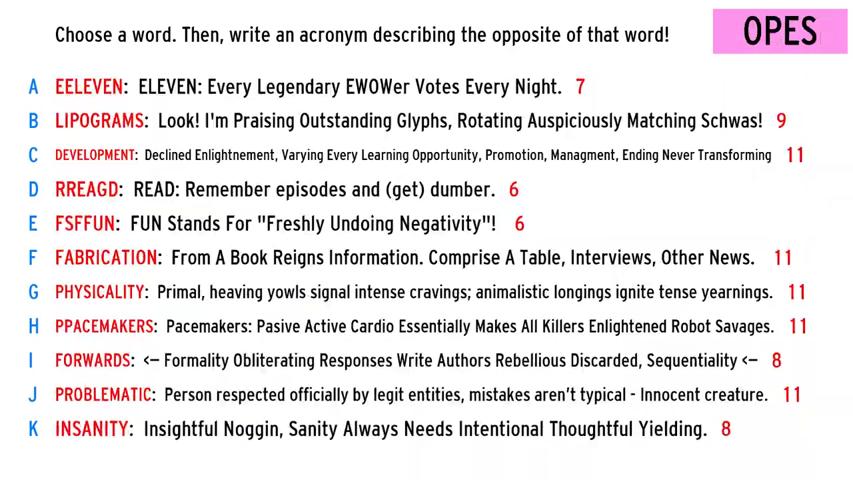 Choose a word. Then, write an acronym describing the opposite of that word!
OPES
A EELEVEN: ELEVEN: Every Legendary EWOWer Votes Every Night. 7
B LIPOGRAMS: Look! I'm Praising Outstanding Glyphs, Rotating Auspiciously Matching Schwas! 9
C DEVELOPMENT: Declined Enlightnement, Varying Every Learning Opportunity, Promotion, Managment, Ending Never Transforming 11
D RREAGD: READ: Remember episodes and (get) dumber. 6
E FSFFUN: FUN Stands For "Freshly Undoing Negativity"! 6
F FABRICATION: From A Book Reigns Information. Comprise A Table, Interviews, Other News. 11
G PHYSICALITY: Primal, heaving yowls signal intense cravings; animalistic longings ignite tense yearnings. 11
H PPACEMAKERS: Pacemakers: Pasive Active Cardio Essentially Makes All Killers Enlightened Robot Savages. 11
I FORWARDS: <– Formality Obliterating Responses Write Authors Rebellious Discarded, Sequentiality <– 8
J PROBLEMATIC: Person respected officially by legit entities, mistakes aren't typical - Innocent creature. 11
K INSANITY: Insightful Noggin, Sanity Always Needs Intentional Thoughtful Yielding. 8